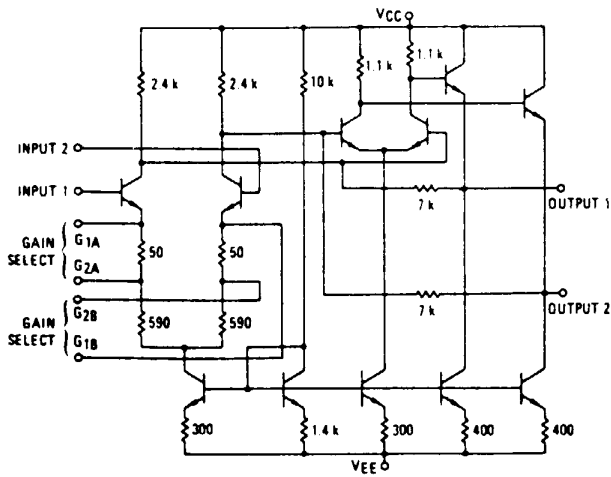 VCC
2.4 k
2.4 k
10 k
1.1 k
1.1 k
INPUT 2
INPUT 1
OUTPUT 1
7 k
GAIN SELECT
G1A
G2A
50
50
OUTPUT 2
7 k
GAIN SELECT
G2B
G1B
590
590
300
1.4 k
300
400
400
VEE